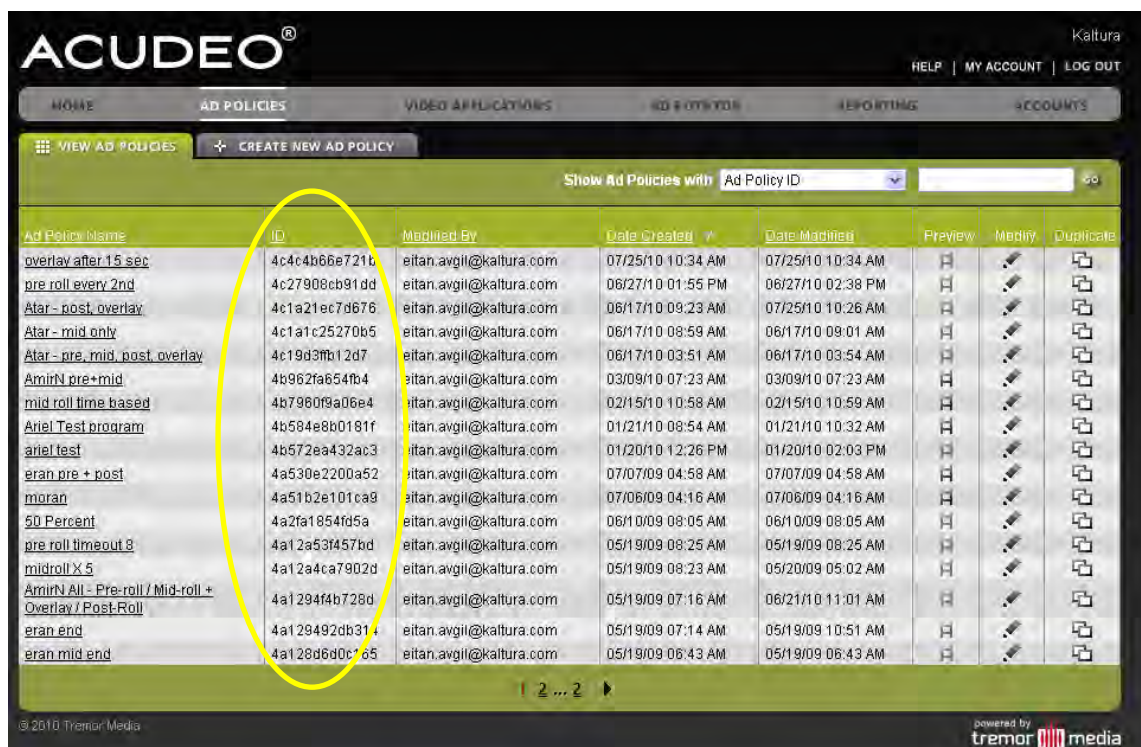 ACUDEO®
Kaltura
HELP | MY ACCOUNT | LOG OUT
HOME AD POLICIES VIDEO APPLICATIONS AD ROTATOR REPORTING ACCOUNTS
VIEW AD POLICIES CREATE NEW AD POLICY
Show Ad Policies with Ad Policy ID GO
Ad Policy Name ID Modified By Date Created Date Modified Preview Modify Duplicate
overlay after 15 sec 4c4c4b66e721b eitan.avgil@kaltura.com 07/25/10 10:34 AM 07/25/10 10:34 AM
pre roll every 2nd 4c27908cb91dd eitan.avgil@kaltura.com 06/27/10 01:55 PM 06/27/10 02:38 PM
Atar - post, overlay 4c1a21ec7d676 eitan.avgil@kaltura.com 06/17/10 09:23 AM 07/25/10 10:26 AM
Atar - mid only 4c1a1c25270b5 eitan.avgil@kaltura.com 06/17/10 08:59 AM 06/17/10 09:01 AM
Atar - pre, mid, post, overlay 4c19d3ffb12d7 eitan.avgil@kaltura.com 06/17/10 03:51 AM 06/17/10 03:54 AM
AmirN pre+mid 4b962fa654fb4 eitan.avgil@kaltura.com 03/09/10 07:23 AM 03/09/10 07:23 AM
mid roll time based 4b7960f9a06e4 eitan.avgil@kaltura.com 02/15/10 10:58 AM 02/15/10 10:59 AM
Ariel Test program 4b584e8b0181f eitan.avgil@kaltura.com 01/21/10 08:54 AM 01/21/10 10:32 AM
ariel test 4b572ea432ac3 eitan.avgil@kaltura.com 01/20/10 12:26 PM 01/20/10 02:03 PM
eran pre + post 4a530e2200a52 eitan.avgil@kaltura.com 07/07/09 04:58 AM 07/07/09 04:58 AM
moran 4a51b2e101ca9 eitan.avgil@kaltura.com 07/06/09 04:16 AM 07/06/09 04:16 AM
50 Percent 4a2fa1854fd5a eitan.avgil@kaltura.com 06/10/09 08:05 AM 06/10/09 08:05 AM
pre roll timeout 8 4a12a53f457bd eitan.avgil@kaltura.com 05/19/09 08:25 AM 05/19/09 08:25 AM
midroll X 5 4a12a4ca7902d eitan.avgil@kaltura.com 05/19/09 08:23 AM 05/20/09 05:02 AM
AmirN All - Pre-roll / Mid-roll +
Overlay / Post-Roll 4a1294f4b728d eitan.avgil@kaltura.com 05/19/09 07:16 AM 06/21/10 11:01 AM
eran end 4a129492db314 eitan.avgil@kaltura.com 05/19/09 07:14 AM 05/19/09 10:51 AM
eran mid end eitan.avgil@kaltura.com 05/19/09 06:43 AM 05/19/09 06:43 AM
1 2 ... 2
© 2010 Tremor Media
powered by
tremor media